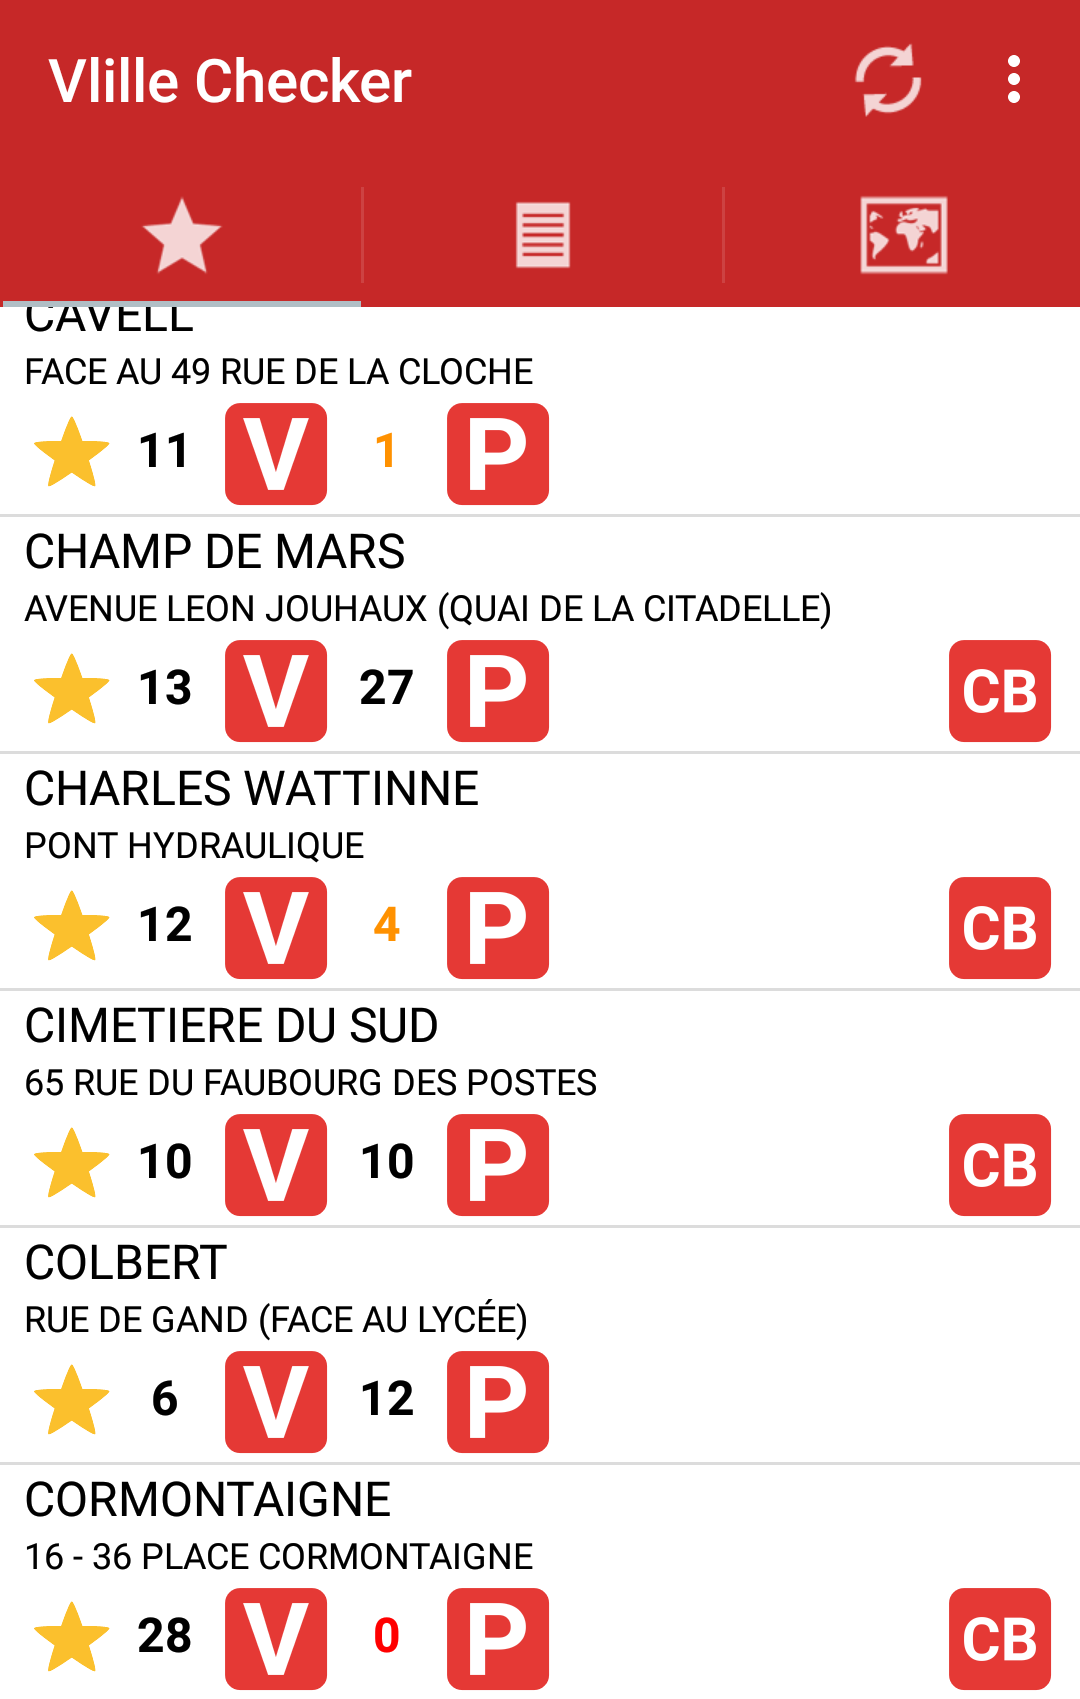 Vlille Checker
CAVELL
FACE AU 49 RUE DE LA CLOCHE
11 V 1 P
CHAMP DE MARS
AVENUE LEON JOUHAUX (QUAI DE LA CITADELLE)
13 V 27 P CB
CHARLES WATTINNE
PONT HYDRAULIQUE
12 V 4 P CB
CIMETIERE DU SUD
65 RUE DU FAUBOURG DES POSTES
10 V 10 P CB
COLBERT
RUE DE GAND (FACE AU LYCÉE)
6 V 12 P
CORMONTAIGNE
16 - 36 PLACE CORMONTAIGNE
28 V 0 P CB